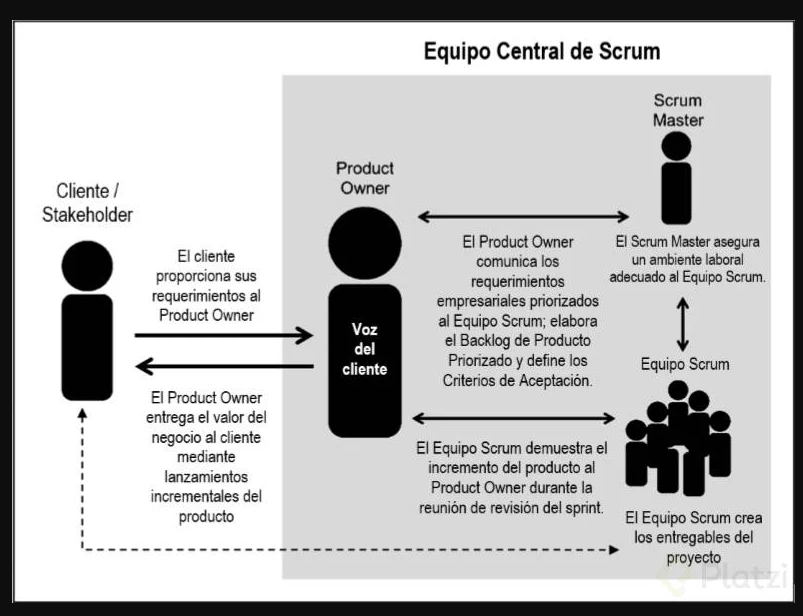 Equipo Central de Scrum
Scrum
Master
Product
Owner
Cliente /
Stakeholder
El cliente
proporciona sus
requerimientos al
Product Owner
El Product Owner
comunica los
requerimientos
empresariales priorizados
al Equipo Scrum; elabora
el Backlog de Producto
Priorizado y define los
Criterios de Aceptación.
El Scrum Master asegura
un ambiente laboral
adecuado al Equipo Scrum.
Voz
del
cliente
Equipo Scrum
El Product Owner
entrega el valor del
negocio al cliente
mediante
lanzamientos
incrementales del
producto
El Equipo Scrum demuestra el
incremento del producto al
Product Owner durante la
reunión de revisión del sprint.
El Equipo Scrum crea
los entregables del
proyecto
Platzi